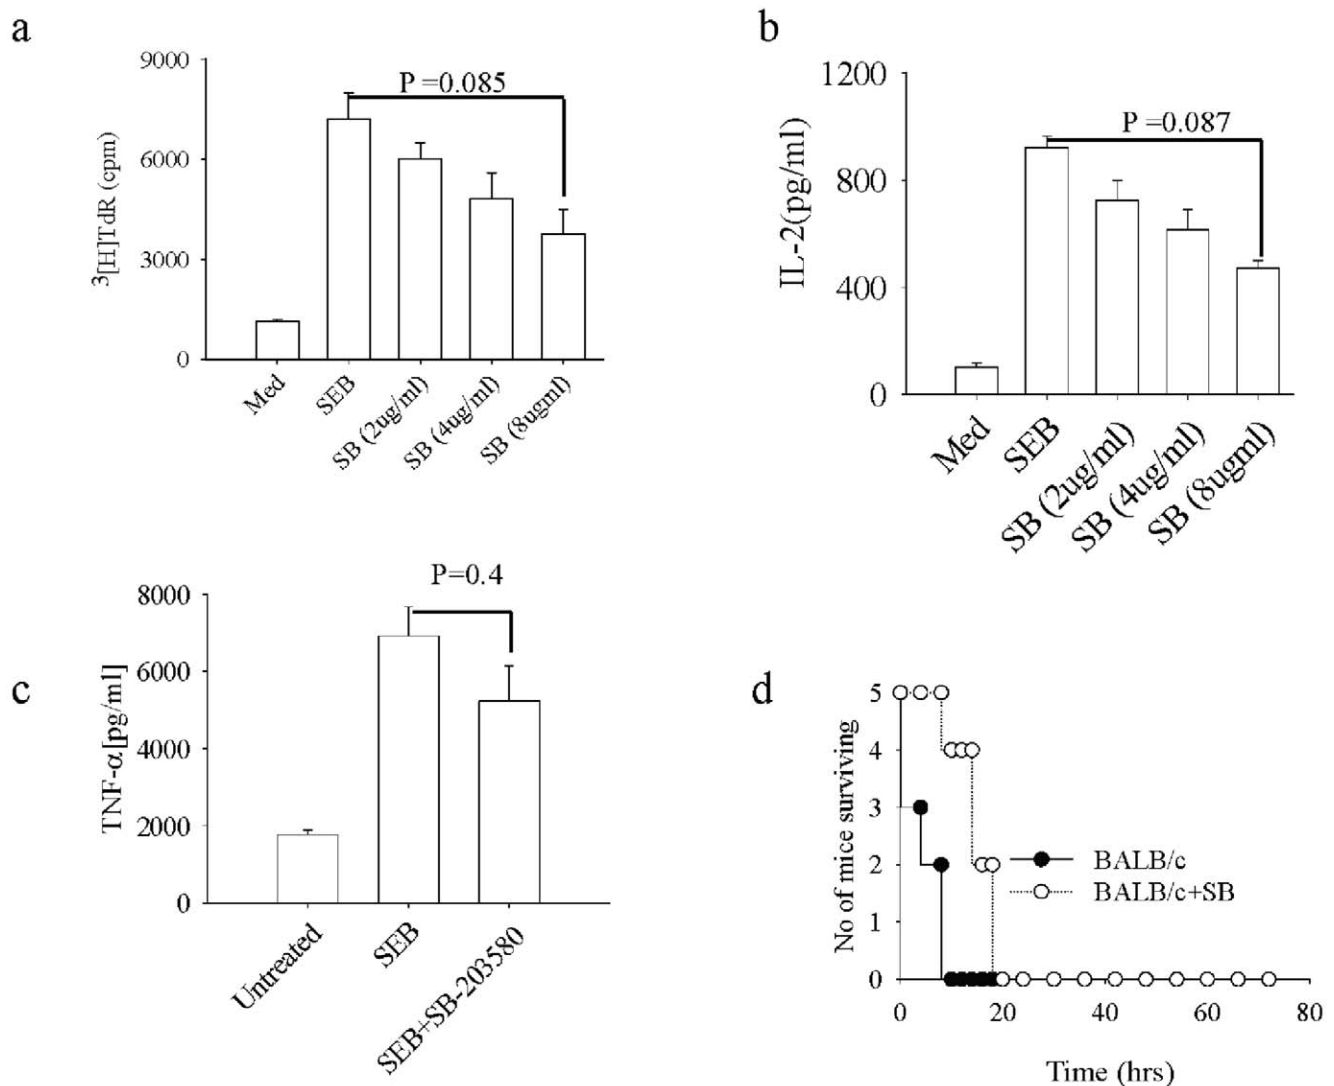 a
9000
6000
3000
0
3[H]TdR (cpm)
P =0.085
Med
SEB
SB (2ug/ml)
SB (4ug/ml)
SB (8ugml)
b
1200
800
400
0
IL-2(pg/ml)
P =0.087
Med
SEB
SB (2ug/ml)
SB (4ug/ml)
SB (8ugml)
c
8000
6000
4000
2000
0
TNF-α[pg/ml]
P=0.4
Untreated
SEB
SEB+SB-203580
d
5
4
3
2
1
0
No of mice surviving
BALB/c
BALB/c+SB
0 20 40 60 80
Time (hrs)